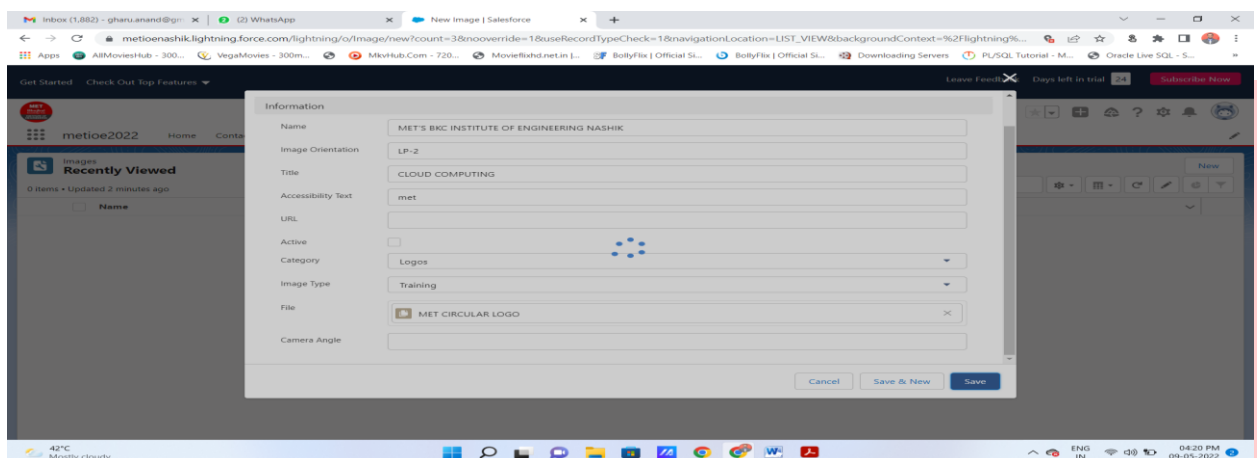 Inbox (1,882) - gharu.anand@gm
(2) WhatsApp
New Image | Salesforce
metioenashik.lightning.force.com/lightning/o/Image/new?count=3&nooverride=1&useRecordTypeCheck=1&navigationLocation=LIST_VIEW&backgroundContext=%2Flightning%...
Apps AllMoviesHub - 300... VegaMovies - 300m... MkvHub.Com - 720... Movieflixhd.net.in |... BollyFlix | Official Si... BollyFlix | Official Si... Downloading Servers PL/SQL Tutorial - M... Oracle Live SQL - S... »
Get Started Check Out Top Features Leave Feedb Days left in trial 24 Subscribe Now
MET
metioe2022 Home Conta
Images
Recently Viewed
New
0 items • Updated 2 minutes ago
Name
Information
Name MET'S BKC INSTITUTE OF ENGINEERING NASHIK
Image Orientation LP-2
Title CLOUD COMPUTING
Accessibility Text met
URL
Active
Category Logos
Image Type Training
File MET CIRCULAR LOGO
Camera Angle
Cancel Save & New Save
42°C
Mostly cloudy
ENG
IN
04:20 PM
09-05-2022
2